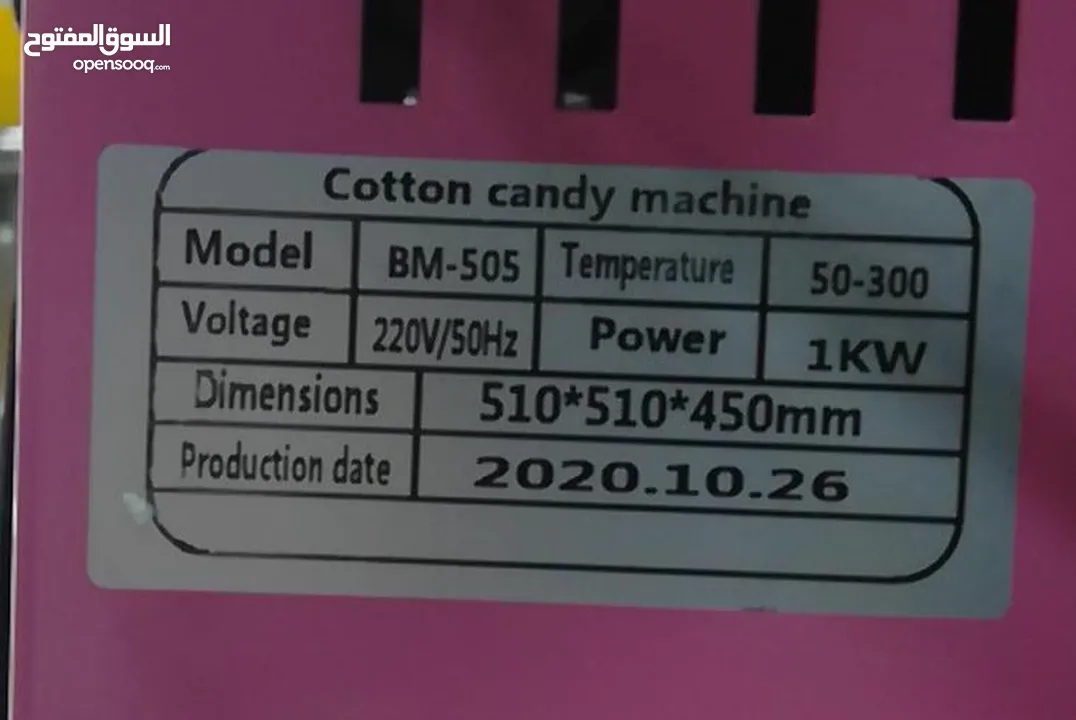 السوق المفتوح
opensooq.com
Cotton candy machine
Model BM-505 Temperature 50-300
Voltage 220V/50Hz Power 1KW
Dimensions 510*510*450mm
Production date 2020.10.26